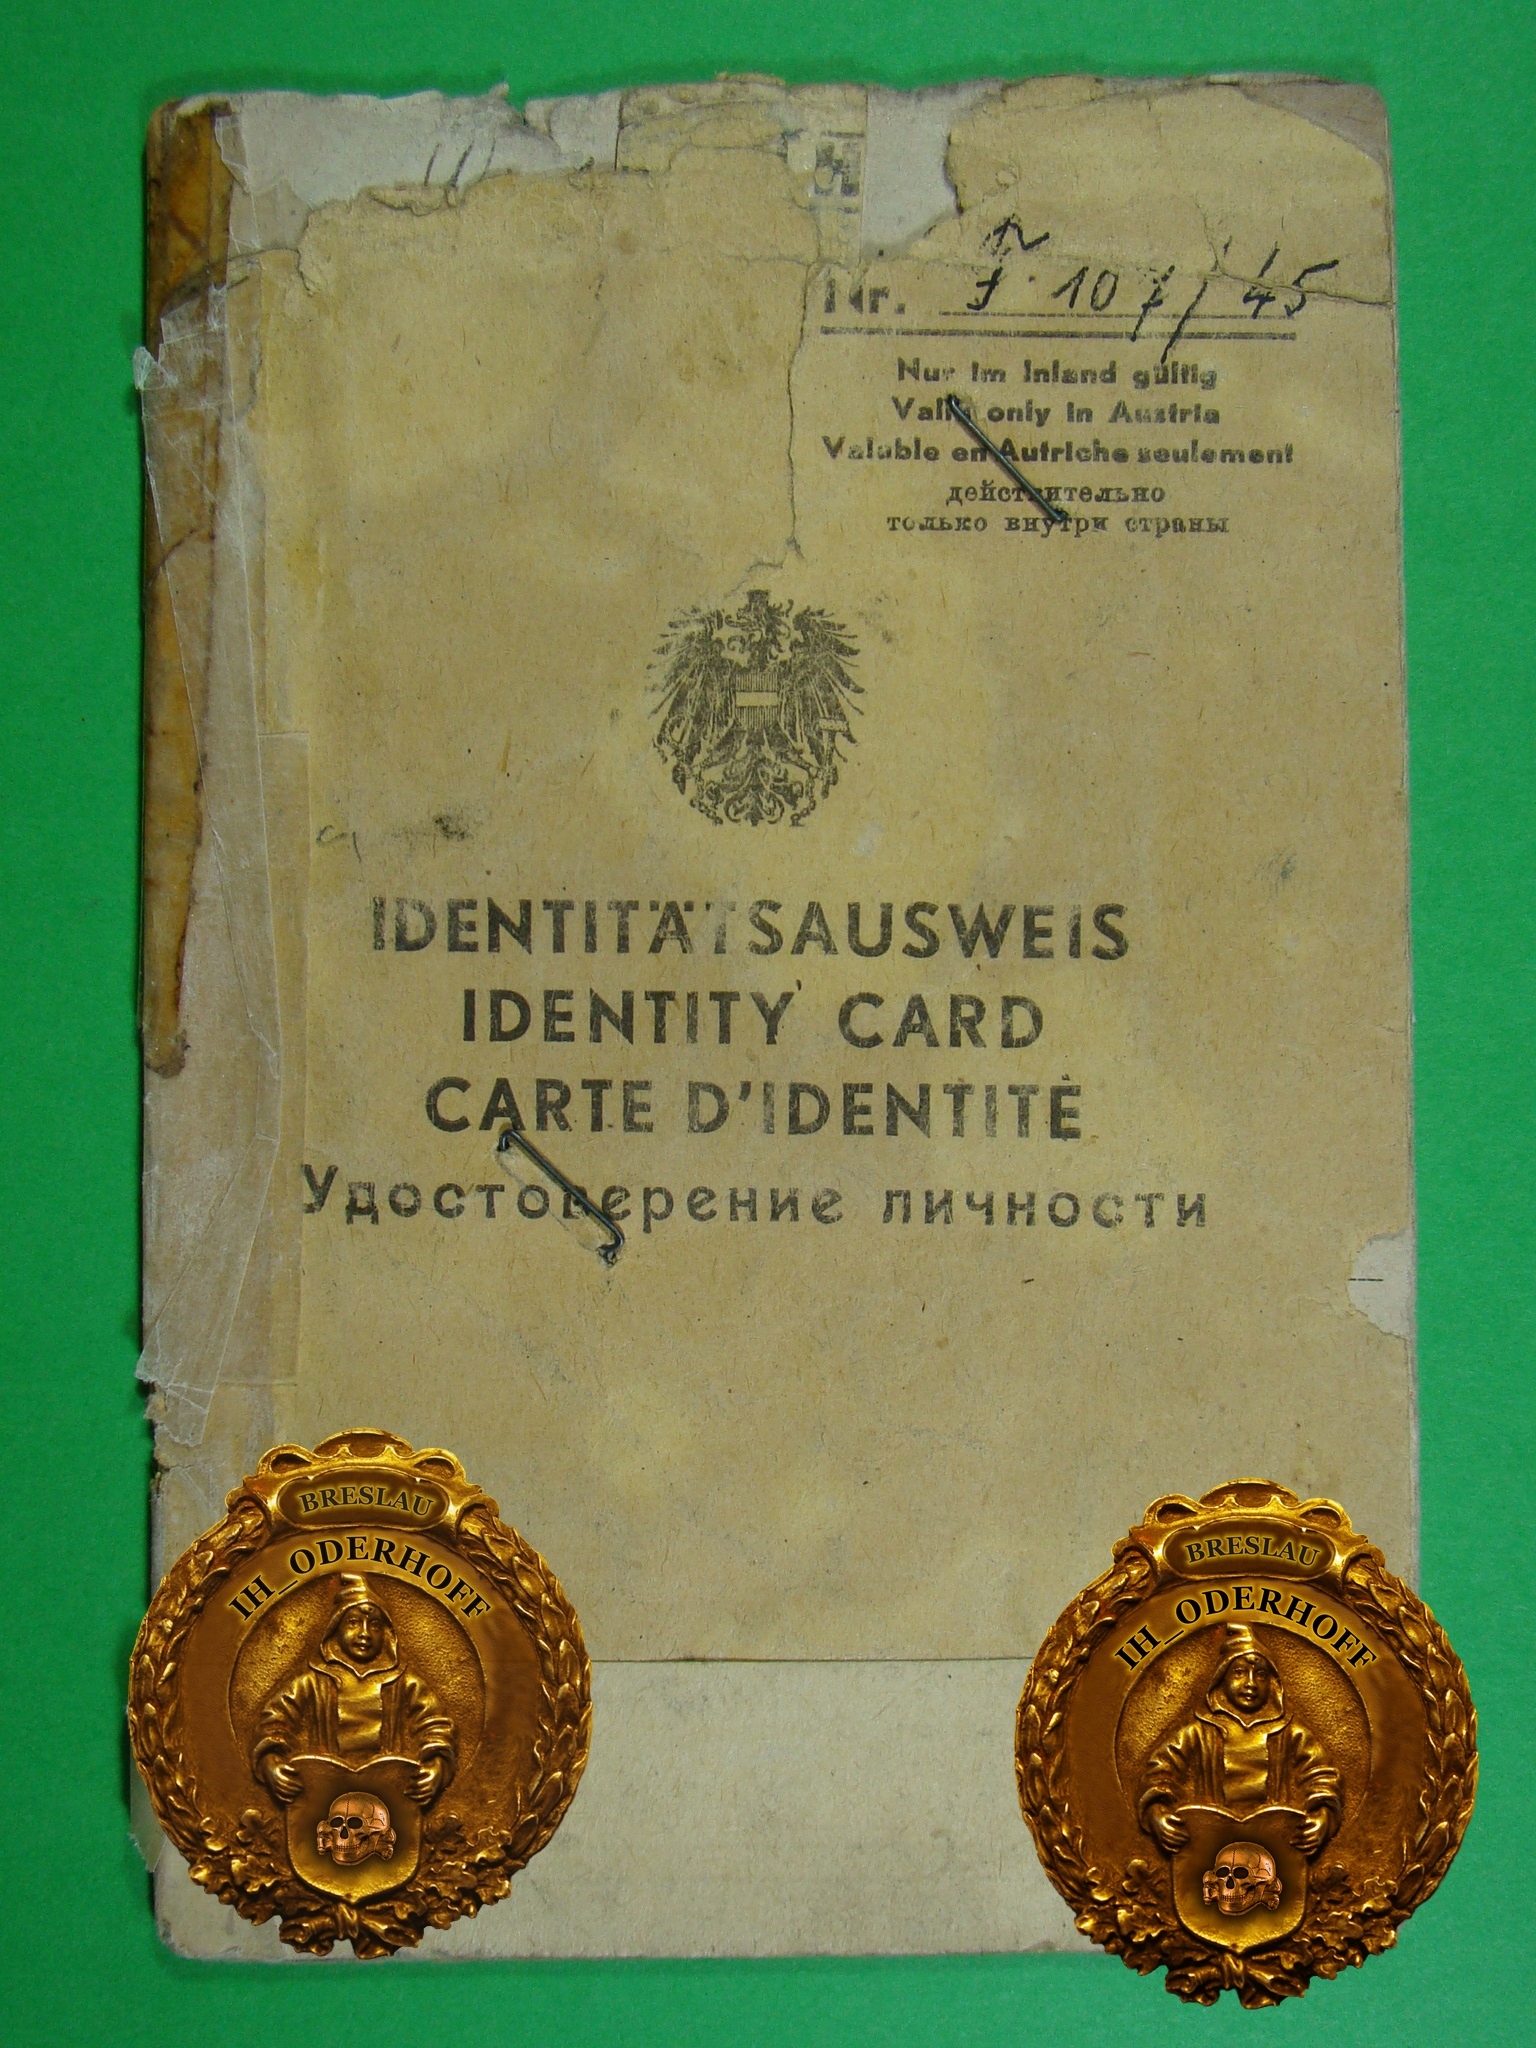 Nr. 107/45
Nur im Inland gültig
Valid only in Austria
Valable en Autriche seulement
действительно
только внутри страны
IDENTITÄTSAUSWEIS
IDENTITY CARD
CARTE D'IDENTITÉ
Удостоверение личности
BRESLAU
IH_ODERHOFF
BRESLAU
IH_ODERHOFF